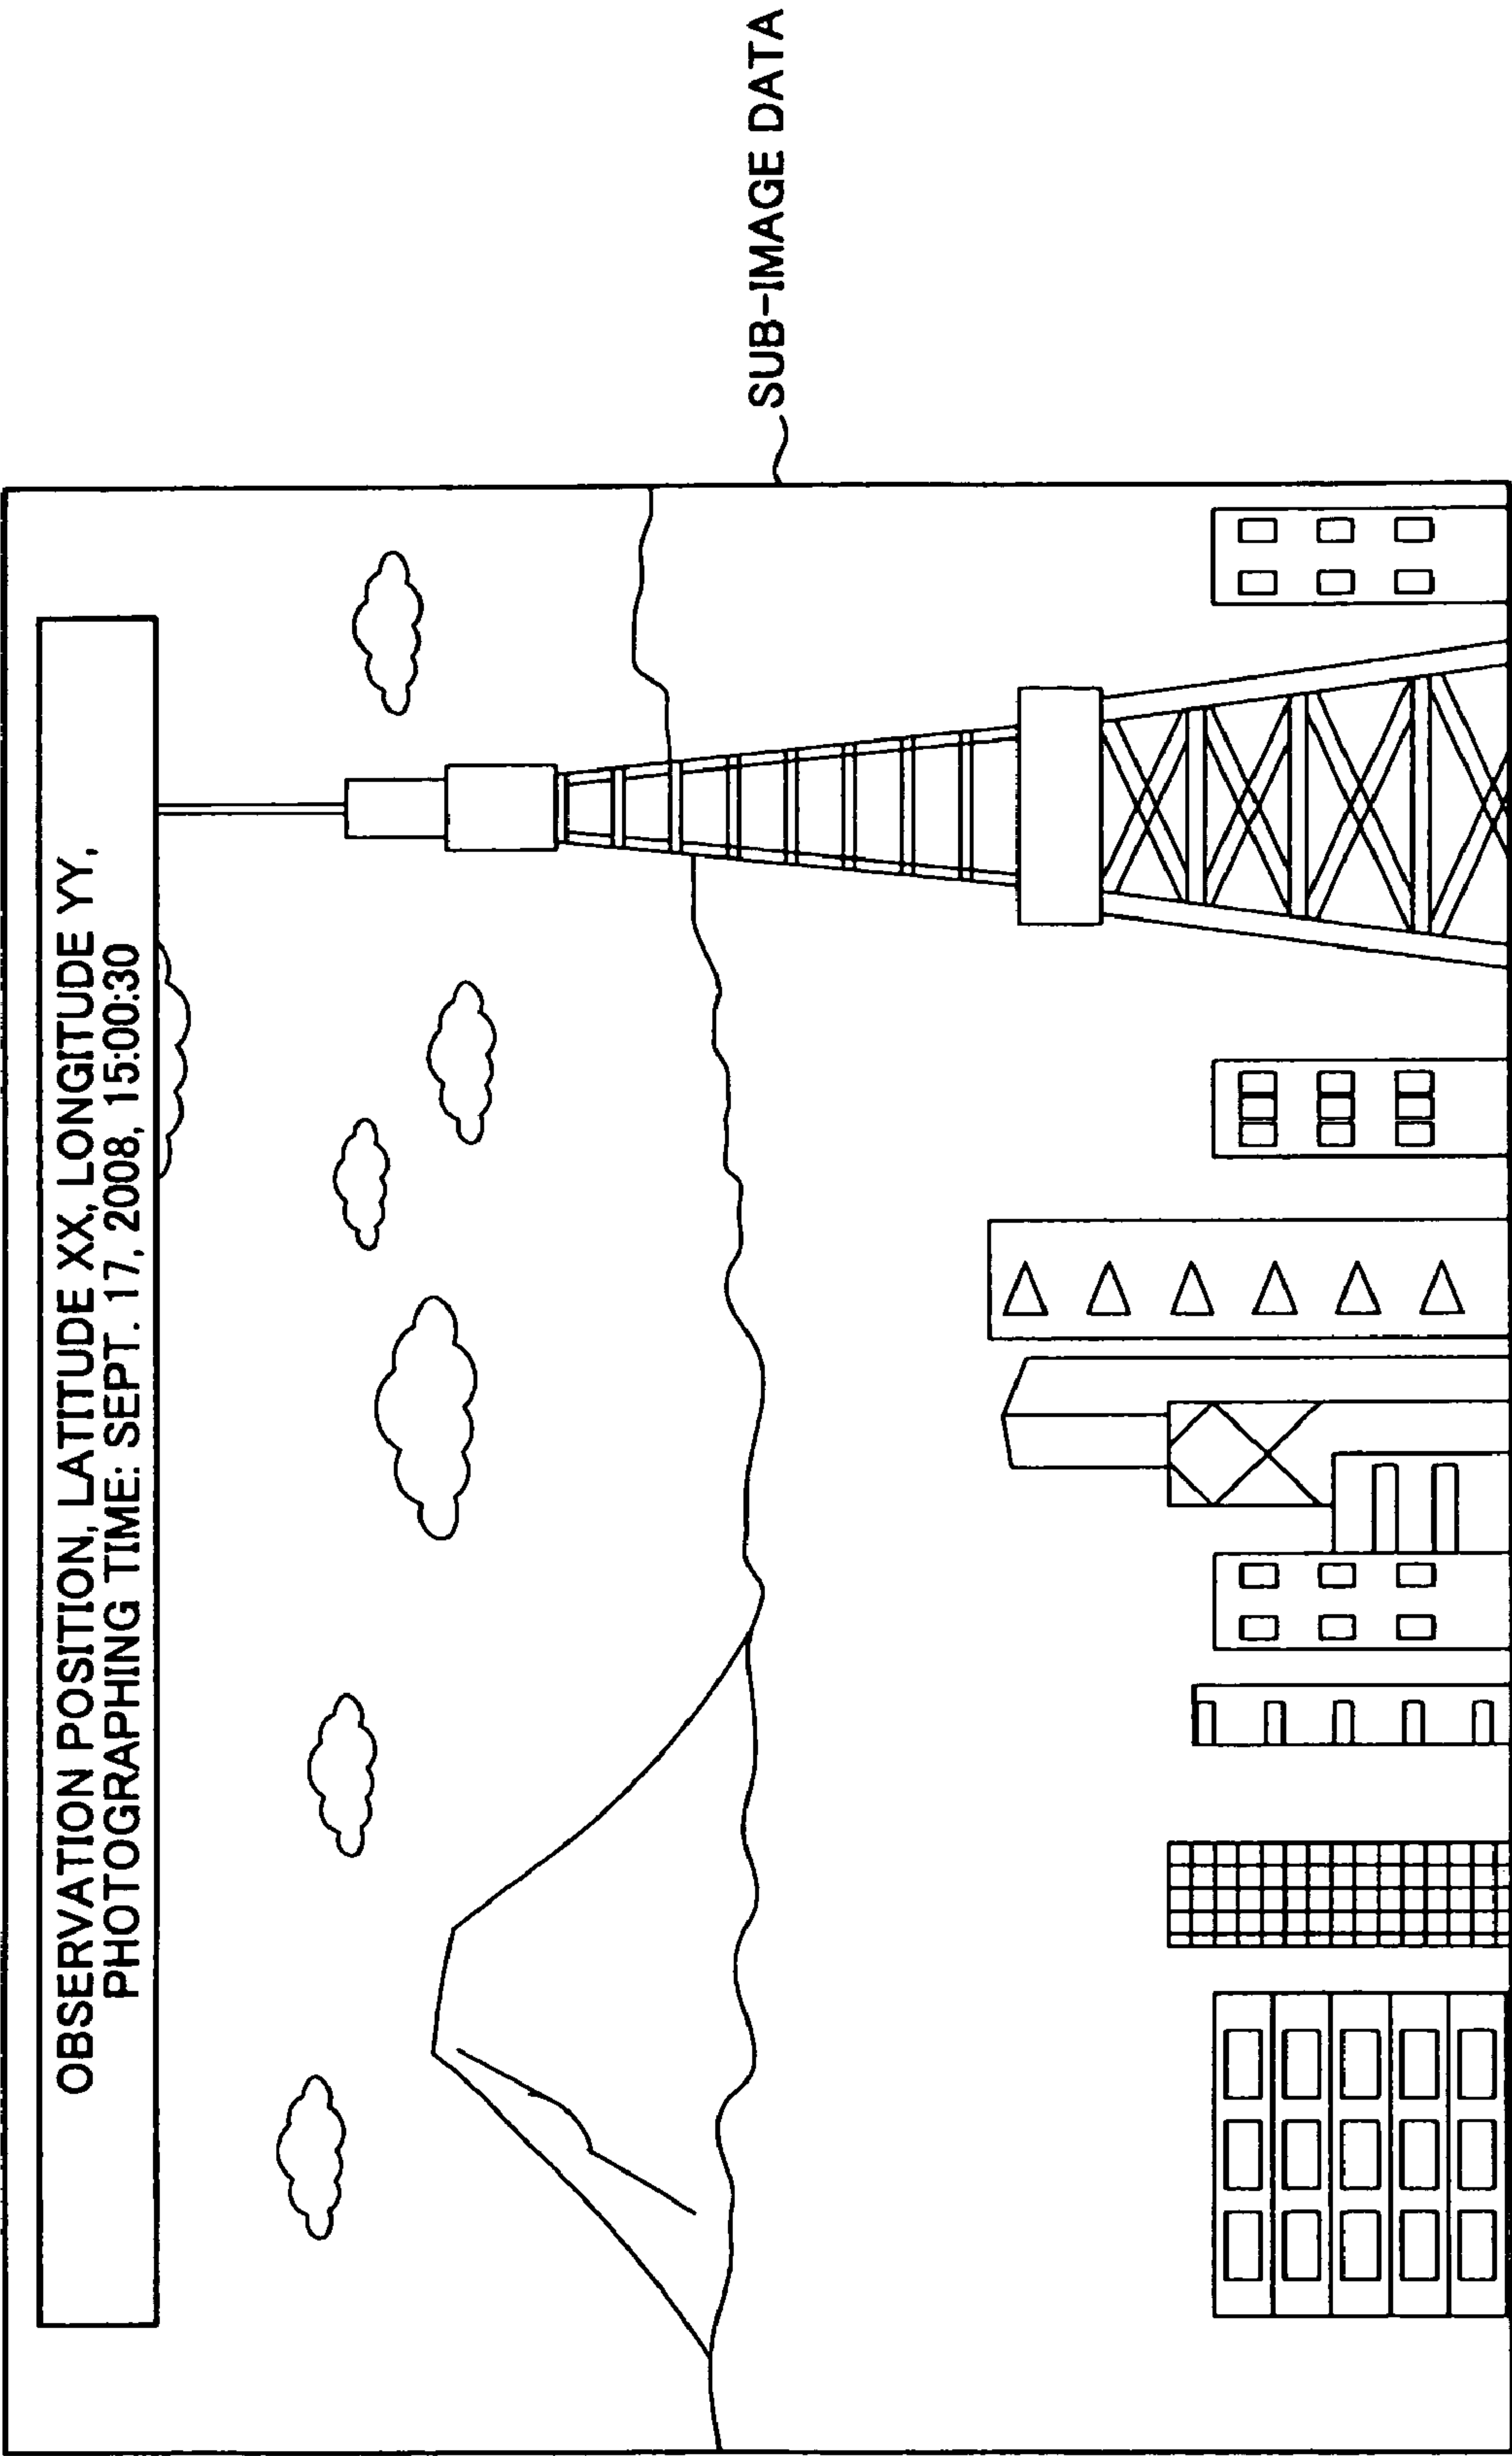 OBSERVATION POSITION, LATITUDE XX, LONGITUDE YY,
PHOTOGRAPHING TIME: SEPT. 17, 2008, 15:00:30
SUB-IMAGE DATA